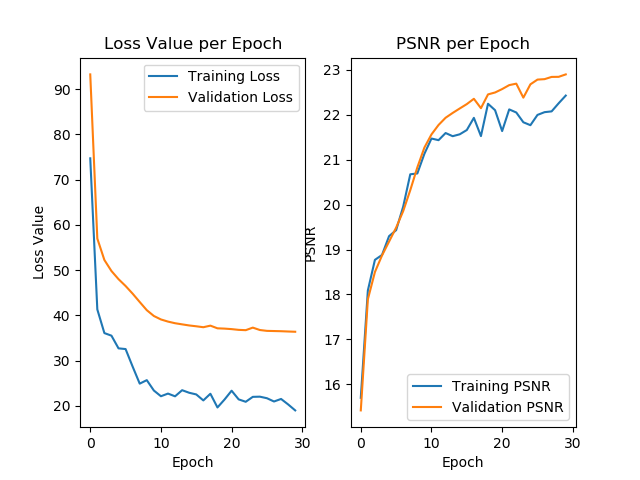 Loss Value per Epoch
Training Loss
Validation Loss
90
80
70
60
50
40
30
20
Loss Value
0
10
20
30
Epoch
PSNR per Epoch
23
22
21
20
19
18
17
16
PSNR
Training PSNR
Validation PSNR
0
10
20
30
Epoch